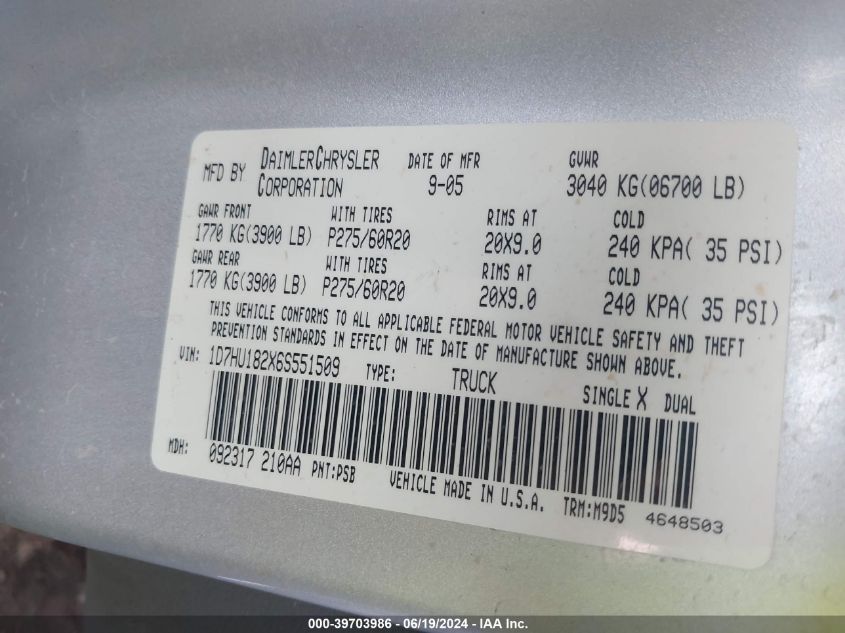 MFD BY DAIMLERCHRYSLER CORPORATION DATE OF MFR 9-05 GVWR 3040 KG(06700 LB)
GAWR FRONT WITH TIRES RIMS AT COLD
1770 KG(3900 LB) P275/60R20 20X9.0 240 KPA( 35 PSI)
GAWR REAR WITH TIRES RIMS AT COLD
1770 KG(3900 LB) P275/60R20 20X9.0 240 KPA( 35 PSI)
THIS VEHICLE CONFORMS TO ALL APPLICABLE FEDERAL MOTOR VEHICLE SAFETY AND THEFT
PREVENTION STANDARDS IN EFFECT ON THE DATE OF MANUFACTURE SHOWN ABOVE.
VIN: 1D7HU182X6S551509 TYPE: TRUCK SINGLE X DUAL
MDH: 092317 210AA PNT:PSB VEHICLE MADE IN U.S.A. TRM:M9D5 4648503
000-39703986 - 06/19/2024 - IAA Inc.